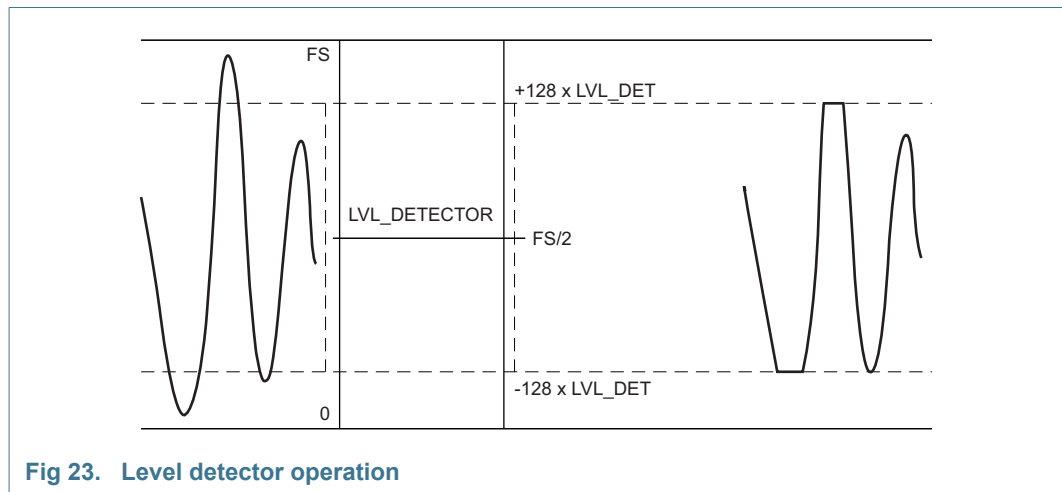 FS
+128 x LVL_DET
LVL_DETECTOR
FS/2
-128 x LVL_DET
0
Fig 23. Level detector operation